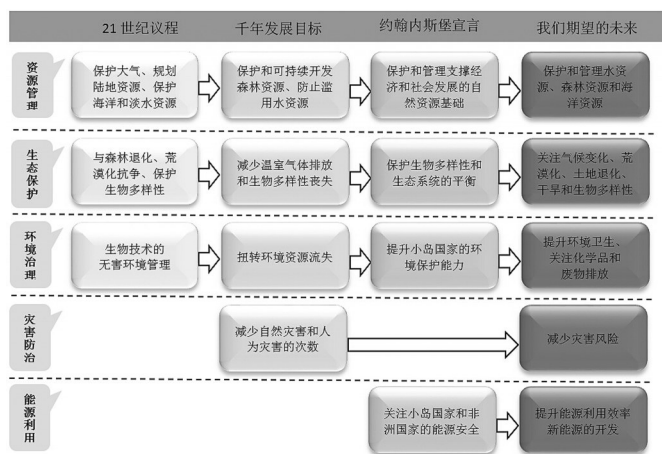 21 世纪议程
千年发展目标
约翰内斯堡宣言
我们期望的未来
资源管理
保护大气、规划
陆地资源、保护
海洋和淡水资源
保护和可持续开发
森林资源、防止滥
用水资源
保护和管理支撑经
济和社会发展的自
然资源基础
保护和管理水资
源、森林资源和海
洋资源
生态保护
与森林退化、荒
漠化抗争、保护
生物多样性
减少温室气体排放
和生物多样性丧失
保护生物多样性和
生态系统的平衡
关注气候变化、荒
漠化、土地退化、
干旱和生物多样性
环境治理
生物技术的
无害环境管理
扭转环境资源流失
提升小岛国家的环
境保护能力
提升环境卫生、
关注化学品和
废物排放
灾害防治
减少自然灾害和人
为灾害的次数
减少灾害风险
能源利用
关注小岛国家和非
洲国家的能源安全
提升能源利用效率
新能源的开发